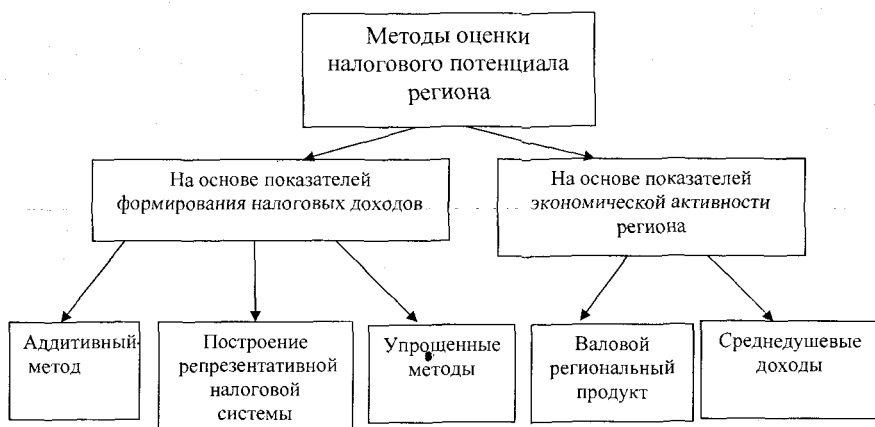 Методы оценки
налогового потенциала
региона
На основе показателей
формирования налоговых доходов
На основе показателей
экономической активности
региона
Аддитивный
метод
Построение
репрезентативной
налоговой
системы
Упрощенные
методы
Валовой
региональный
продукт
Среднедушевые
доходы